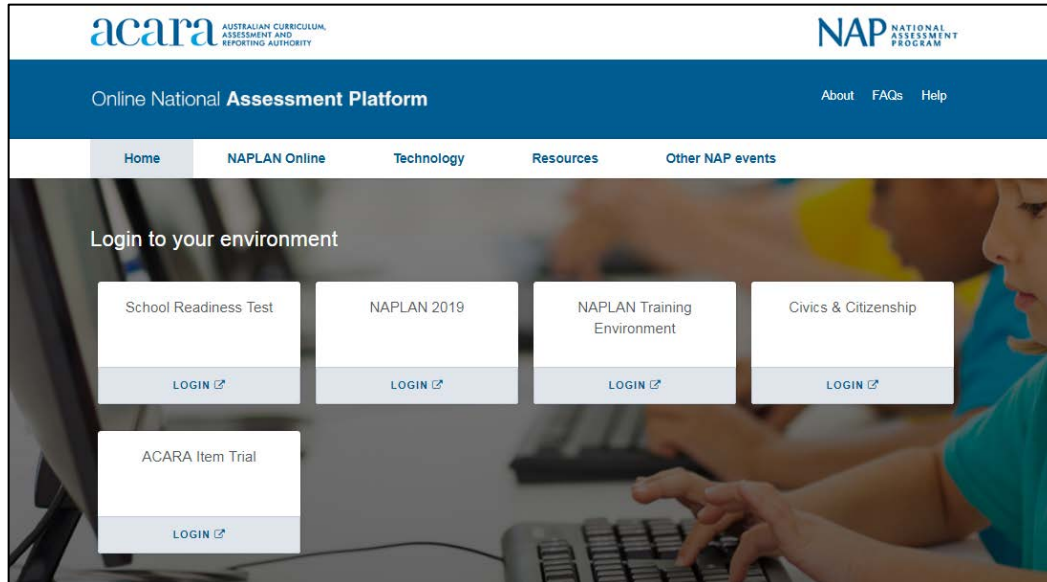 acara AUSTRALIAN CURRICULUM,
ASSESSMENT AND
REPORTING AUTHORITY
NAP NATIONAL
ASSESSMENT
PROGRAM
Online National Assessment Platform
About FAQs Help
Home NAPLAN Online Technology Resources Other NAP events
Login to your environment
School Readiness Test
LOGIN
NAPLAN 2019
LOGIN
NAPLAN Training
Environment
LOGIN
Civics & Citizenship
LOGIN
ACARA Item Trial
LOGIN